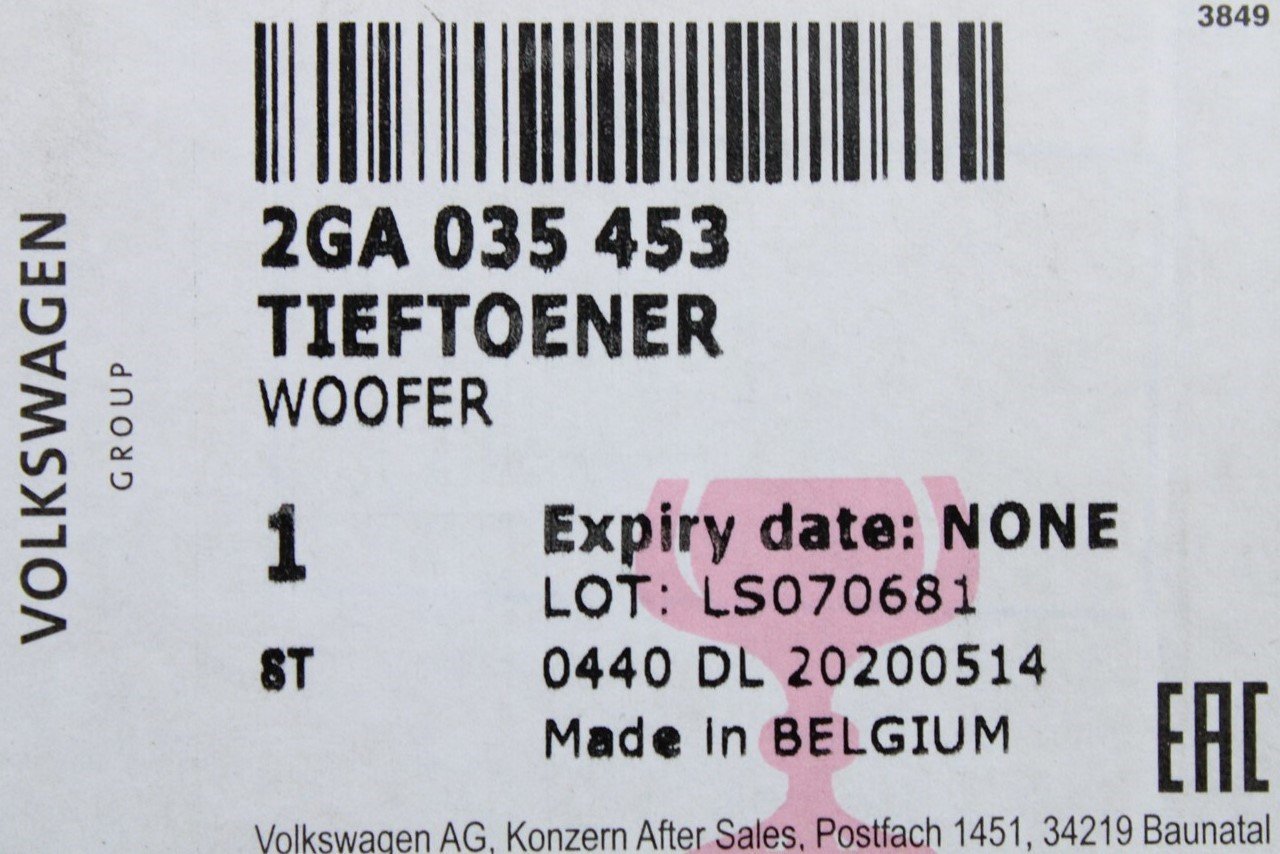 3849
2GA 035 453
TIEFTOENER
WOOFER
VOLKSWAGEN
GROUP
1
Expiry date: NONE
LOT: LS070681
ST
0440 DL 20200514
Made in BELGIUM
EAC
Volkswagen AG, Konzern After Sales, Postfach 1451, 34219 Baunatal